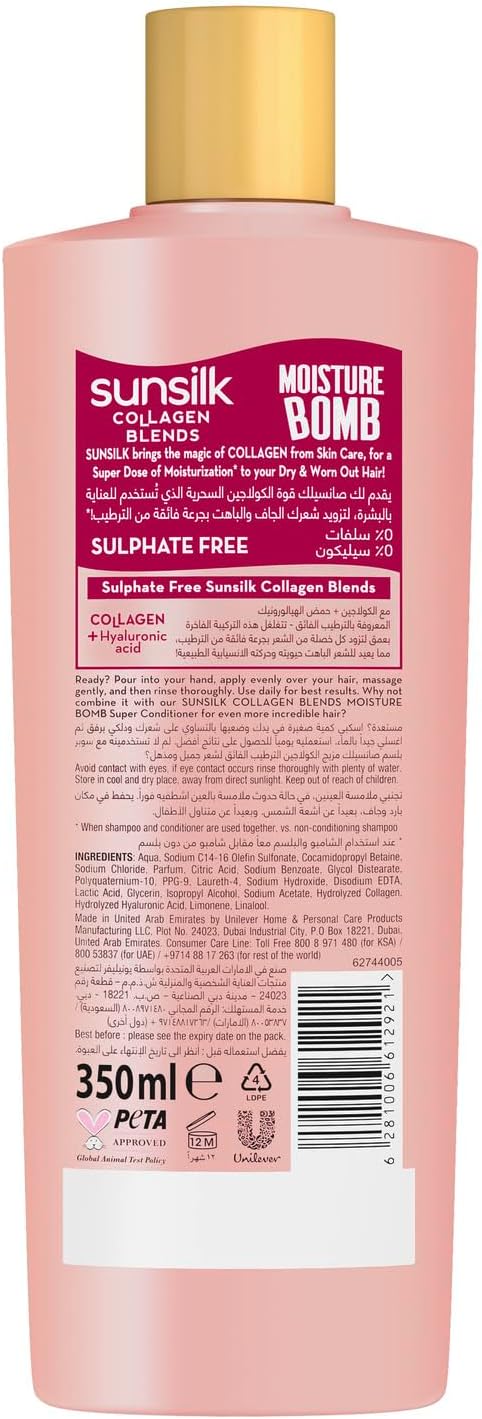 sunsilk
COLLAGEN
BLENDS
MOISTURE
BOMB
SUNSILK brings the magic of COLLAGEN from Skin Care, for a
Super Dose of Moisturization* to your Dry & Worn Out Hair!
يقدم لك صانسيلك قوة الكولاجين السحرية الذي تُستخدم للعناية
بالبشرة، لتزويد شعرك الجاف والباهت بجرعة فائقة من الترطيب!*
SULPHATE FREE
٠٪ سلفات
٠٪ سيليكون
Sulphate Free Sunsilk Collagen Blends
COLLAGEN
+Hyaluronic
acid
مع الكولاجين + حمض الهيالورونيك
المعروفة بالترطيب الفائق - تتغلغل هذه التركيبة الفاخرة
بعمق لتزود كل خصلة من الشعر بجرعة فائقة من الترطيب،
مما يعيد للشعر الباهت حيويته وحركته الانسيابية الطبيعية!
Ready? Pour into your hand, apply evenly over your hair, massage
gently, and then rinse thoroughly. Use daily for best results. Why not
combine it with our SUNSILK COLLAGEN BLENDS MOISTURE
BOMB Super Conditioner for even more incredible hair?
مستعدة؟ اسكبي كمية صغيرة في يدك وضعيها بالتساوي على شعرك ودلكي برفق ثم
اغسلي جيداً بالماء. استعمليه يومياً للحصول على نتائج أفضل. لم لا تستخدمينه مع سوبر
بلسم صانسيلك مزيج الكولاجين الترطيب الفائق لشعر جميل ومذهل؟
Avoid contact with eyes, if eye contact occurs rinse thoroughly with plenty of water.
Store in cool and dry place, away from direct sunlight. Keep out of reach of children.
تجنبي ملامسة العينين، في حالة حدوث ملامسة بالعين اشطفيه فوراً. يحفظ في مكان
بارد وجاف، بعيداً عن أشعة الشمس. وبعيداً عن متناول الأطفال.
* When shampoo and conditioner are used together. vs. non-conditioning shampoo
* عند استخدام الشامبو والبلسم معاً مقابل شامبو من دون بلسم
INGREDIENTS: Aqua, Sodium C14-16 Olefin Sulfonate, Cocamidopropyl Betaine,
Sodium Chloride, Parfum, Citric Acid, Sodium Benzoate, Glycol Distearate,
Polyquaternium-10, PPG-9, Laureth-4, Sodium Hydroxide, Disodium EDTA,
Lactic Acid, Glycerin, Isopropyl Alcohol, Sodium Acetate, Hydrolyzed Collagen,
Hydrolyzed Hyaluronic Acid, Limonene, Linalool.
Made in United Arab Emirates by Unilever Home & Personal Care Products
Manufacturing LLC, Plot No. 24023, Dubai Industrial City, P.O Box 18221, Dubai,
United Arab Emirates. Consumer Care Line: Toll Free 800 8 971 480 (for KSA) /
800 53837 (for UAE) / +9714 88 17 263 (for rest of the world)
62744005
صنع في الامارات العربية المتحدة بواسطة يونيليفر لتصنيع
منتجات العناية الشخصية والمنزلية ش.ذ.م.م. - قطعة رقم
24023 - مدينة دبي الصناعية - ص.ب. 18221 - دبي.
خدمة المستهلك: الرقم المجاني ٨٠٠٨٩٧١٤٨٠ (السعودية) /
٨٠٠٥٣٨٣٧ (الامارات) / ٩٧١٤٨٨١٧٢٦٣ + (دول أخرى)
Best before : please see the expiry date on the pack.
يفضل استعماله قبل : أنظر الى تاريخ الإنتهاء على العبوة.
350ml e
4
LDPE
PETA
APPROVED
Global Animal Test Policy
12 M
١٢ شهراً
Unilever
6 281006 612921 >